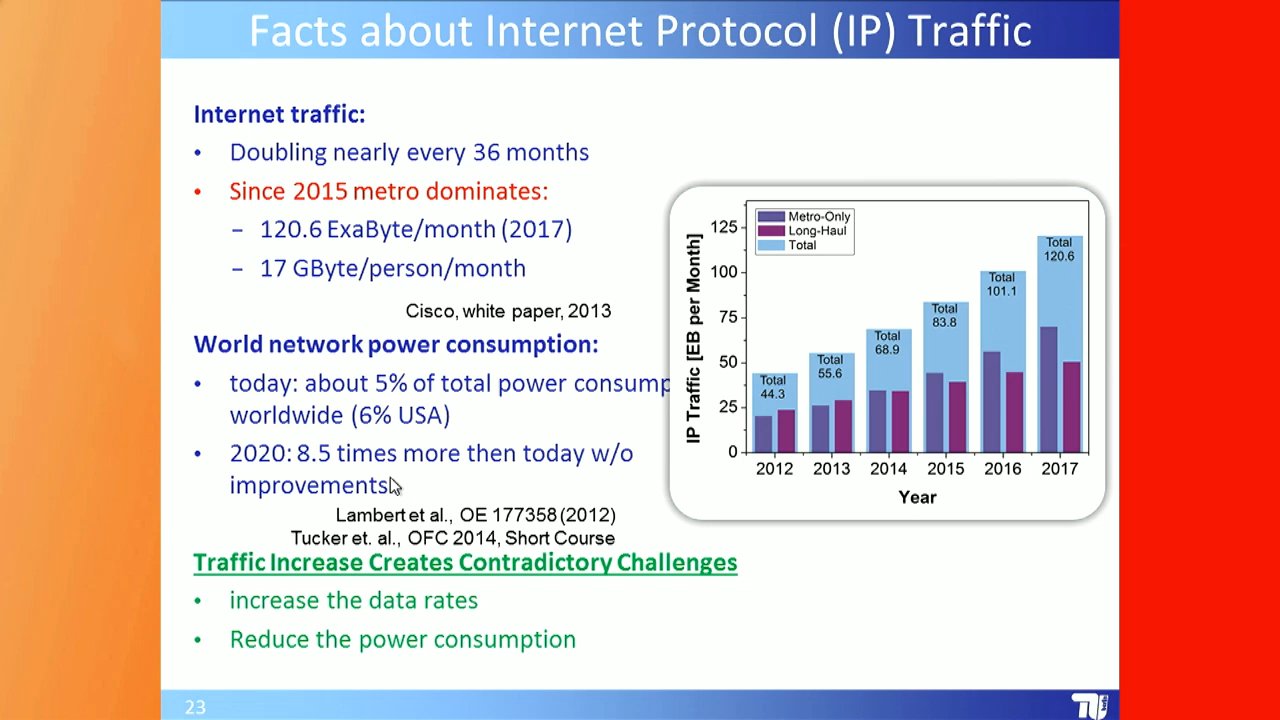 Facts about Internet Protocol (IP) Traffic
Internet traffic:
• Doubling nearly every 36 months
• Since 2015 metro dominates:
– 120.6 ExaByte/month (2017)
– 17 GByte/person/month
Cisco, white paper, 2013
World network power consumption:
• today: about 5% of total power consump
worldwide (6% USA)
• 2020: 8.5 times more then today w/o
improvements
Lambert et al., OE 177358 (2012)
Tucker et. al., OFC 2014, Short Course
Traffic Increase Creates Contradictory Challenges
• increase the data rates
• Reduce the power consumption
IP Traffic [EB per Month]
125
100
75
50
25
0
Metro-Only
Long-Haul
Total
Total
44.3
Total
55.6
Total
68.9
Total
83.8
Total
101.1
Total
120.6
2012 2013 2014 2015 2016 2017
Year
23